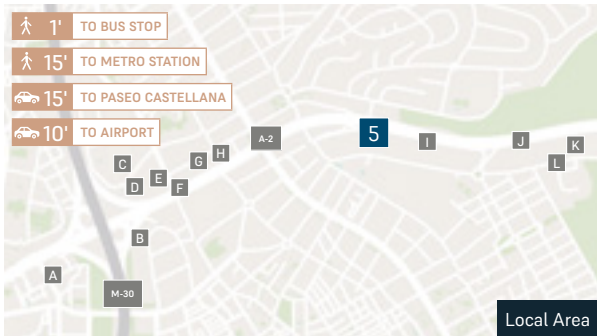 1' TO BUS STOP
15' TO METRO STATION
15' TO PASEO CASTELLANA
10' TO AIRPORT
A-2
5
I
J
K
L
H
G
C
E
F
D
B
A
M-30
Local Area